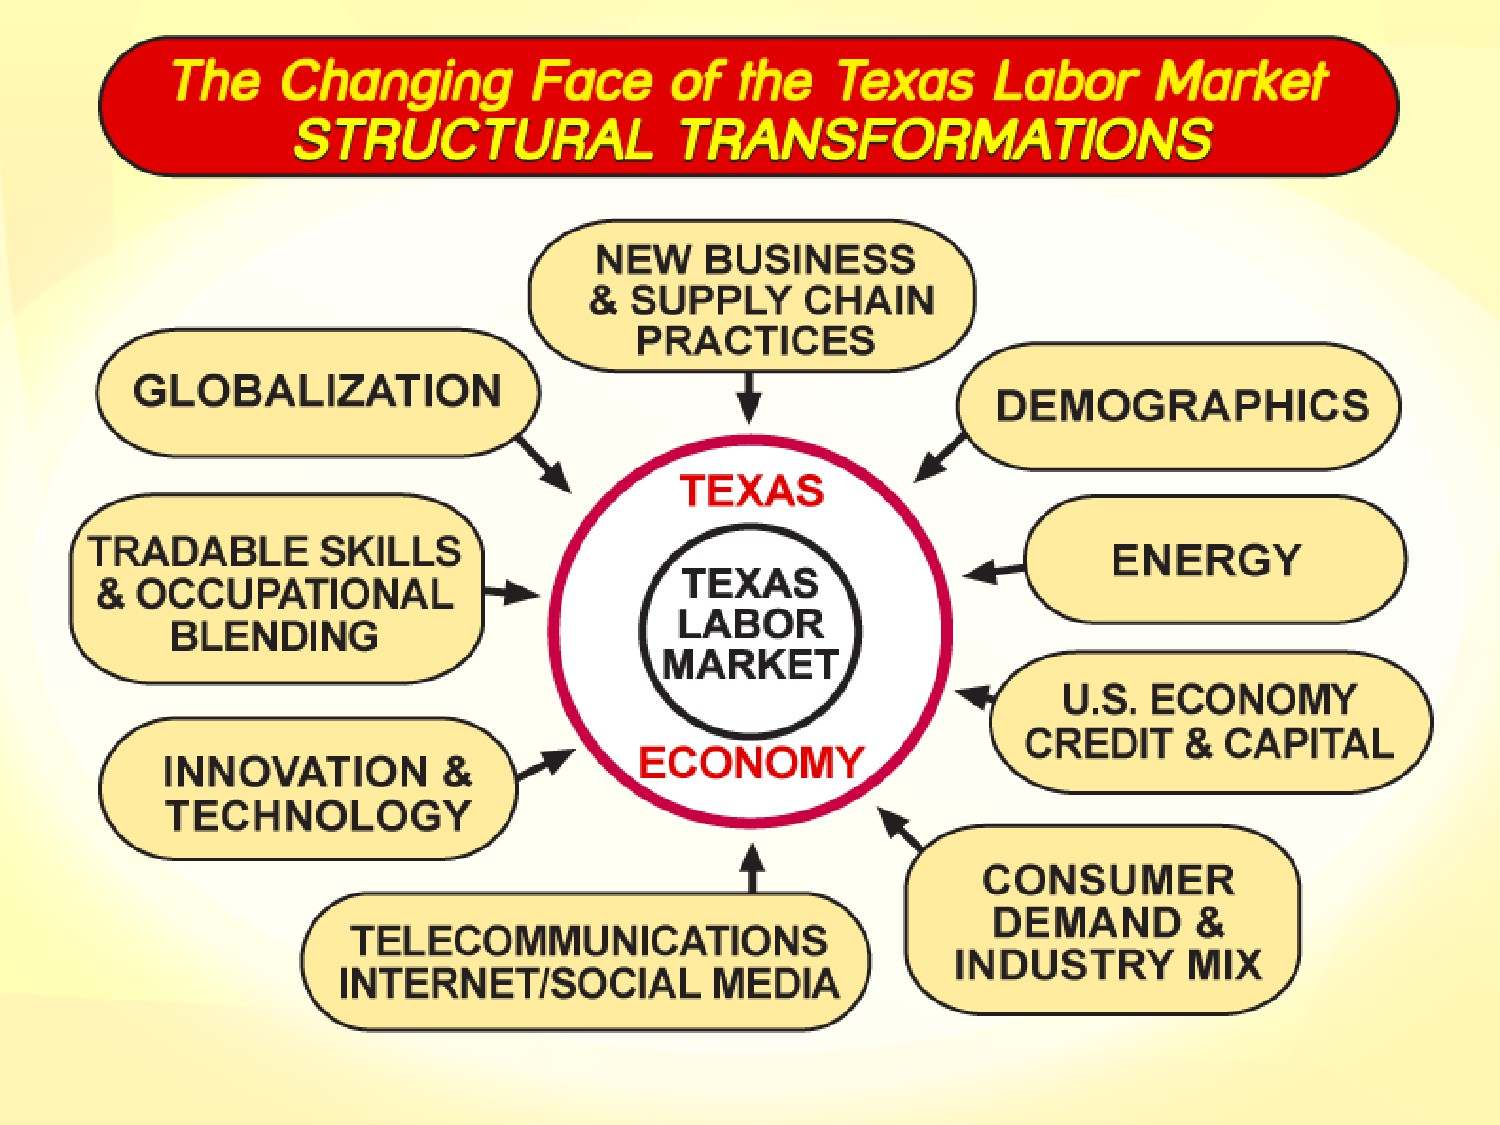 The Changing Face of the Texas Labor Market
STRUCTURAL TRANSFORMATIONS
NEW BUSINESS
& SUPPLY CHAIN
PRACTICES
GLOBALIZATION
DEMOGRAPHICS
TRADABLE SKILLS
& OCCUPATIONAL
BLENDING
TEXAS
TEXAS
LABOR
MARKET
ECONOMY
ENERGY
U.S. ECONOMY
CREDIT & CAPITAL
INNOVATION &
TECHNOLOGY
CONSUMER
DEMAND &
INDUSTRY MIX
TELECOMMUNICATIONS
INTERNET/SOCIAL MEDIA